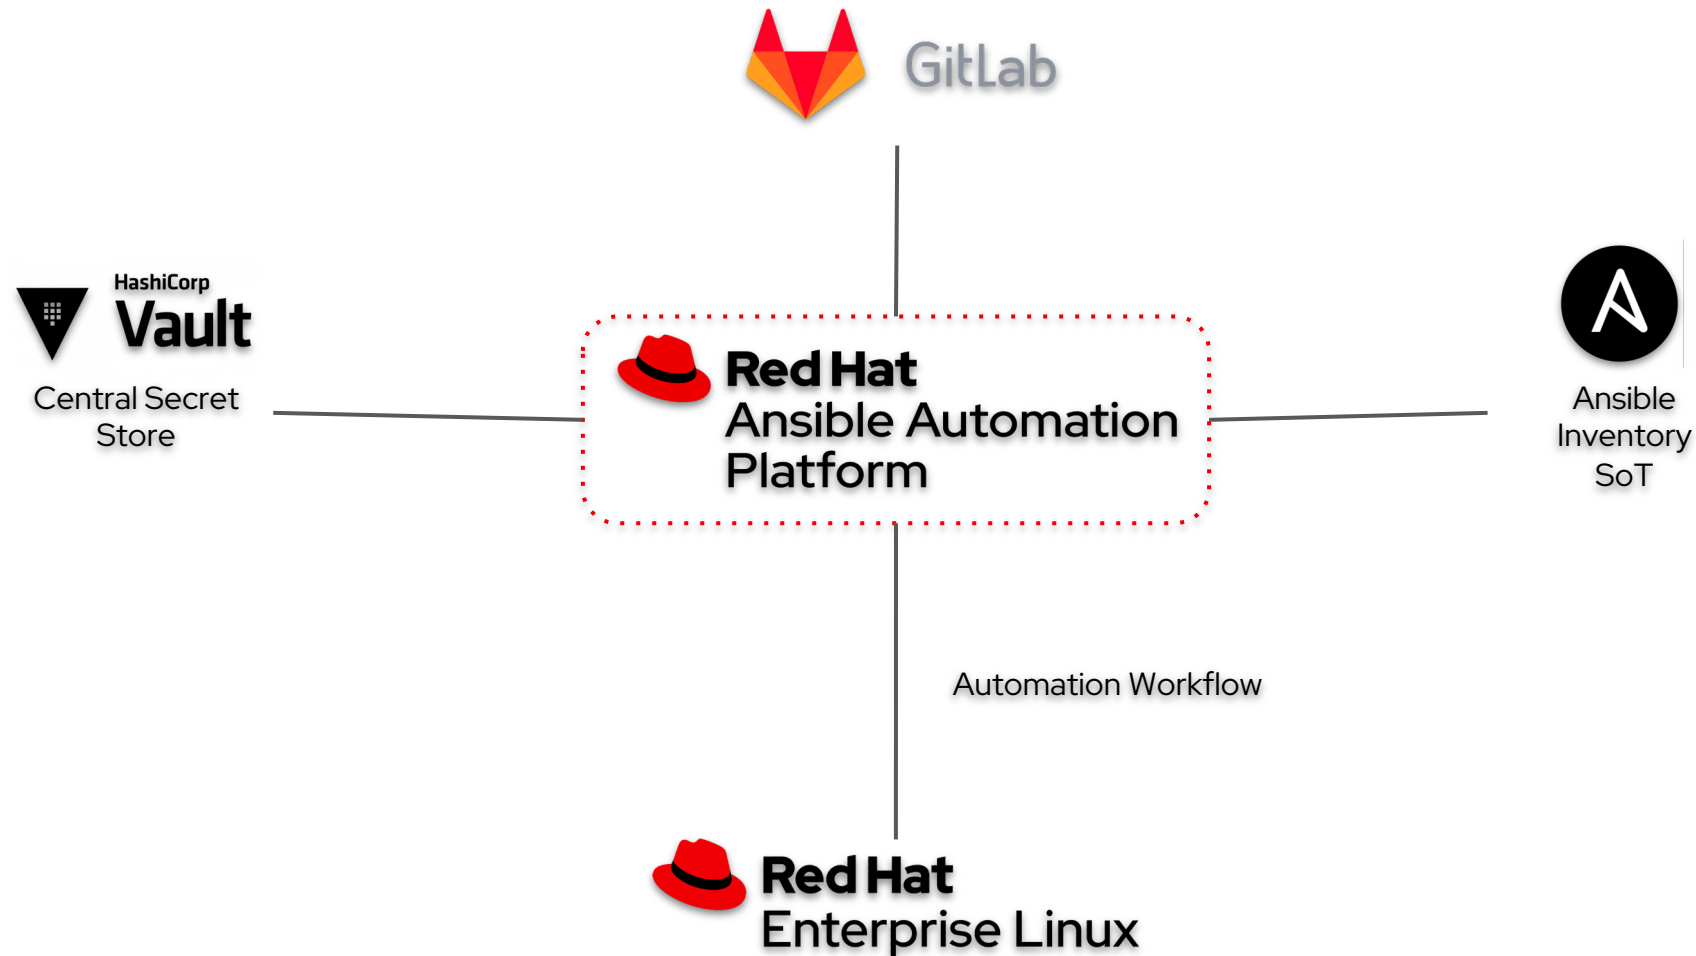 GitLab
HashiCorp
Vault
Central Secret
Store
Red Hat
Ansible Automation
Platform
Ansible
Inventory
SoT
Automation Workflow
Red Hat
Enterprise Linux